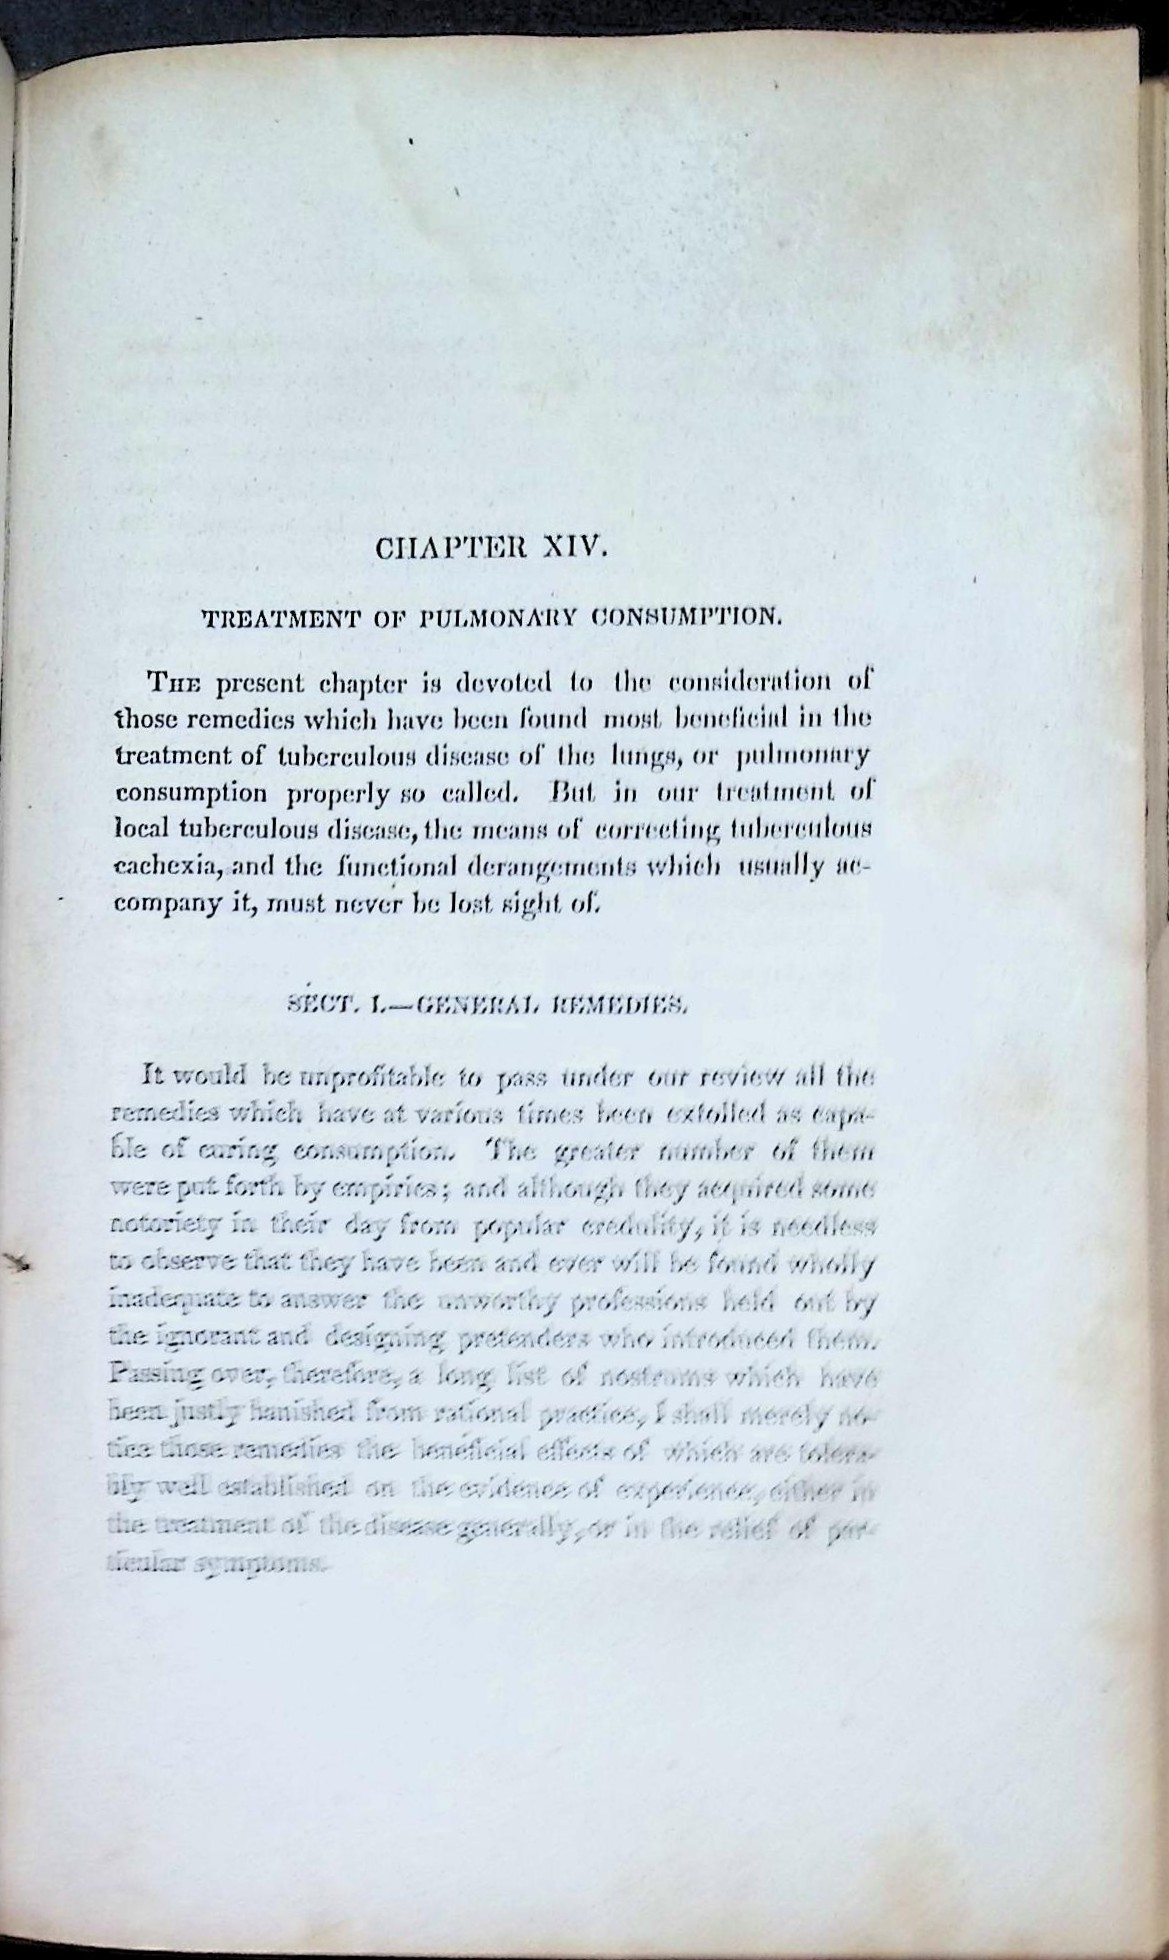 CHAPTER XIV.
TREATMENT OF PULMONARY CONSUMPTION.
THE present chapter is devoted to the consideration of
those remedies which have been found most beneficial in the
treatment of tuberculous disease of the lungs, or pulmonary
consumption properly so called. But in our treatment of
local tuberculous disease, the means of correcting tuberculous
cachexia, and the functional derangements which usually ac-
company it, must never be lost sight of.
SECT. I.—GENERAL REMEDIES.
It would be unprofitable to pass under our review all the
remedies which have at various times been extolled as capa-
ble of curing consumption. The greater number of them
were put forth by empirics; and although they acquired some
notoriety in their day from popular credulity, it is needless
to observe that they have been and ever will be found wholly
inadequate to answer the unworthy professions held out by
the ignorant and designing pretenders who introduced them.
Passing over, therefore, a long list of nostrums which have
been justly banished from rational practice, I shall merely no-
tice those remedies the beneficial effects of which are tolera-
bly well established on the evidence of experience, either in
the treatment of the disease generally, or in the relief of par-
ticular symptoms.